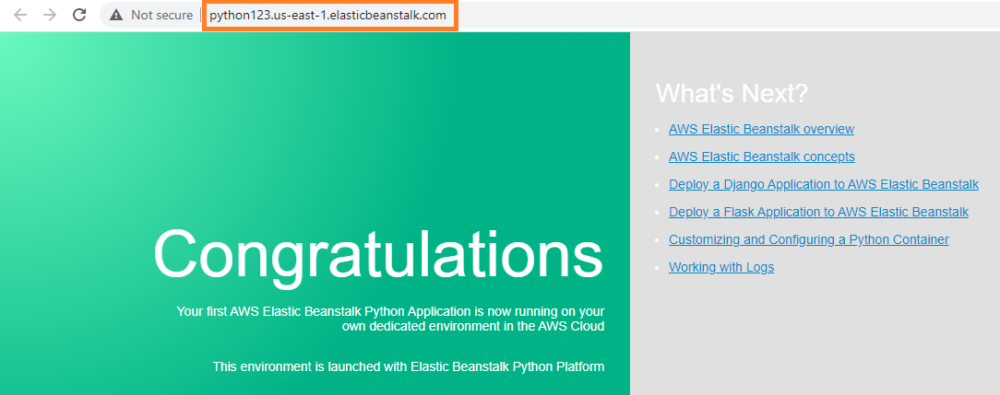 Not secure
python123.us-east-1.elasticbeanstalk.com
Congratulations
Your first AWS Elastic Beanstalk Python Application is now running on your
own dedicated environment in the AWS Cloud
This environment is launched with Elastic Beanstalk Python Platform
What's Next?
AWS Elastic Beanstalk overview
AWS Elastic Beanstalk concepts
Deploy a Django Application to AWS Elastic Beanstalk
Deploy a Flask Application to AWS Elastic Beanstalk
Customizing and Configuring a Python Container
Working with Logs